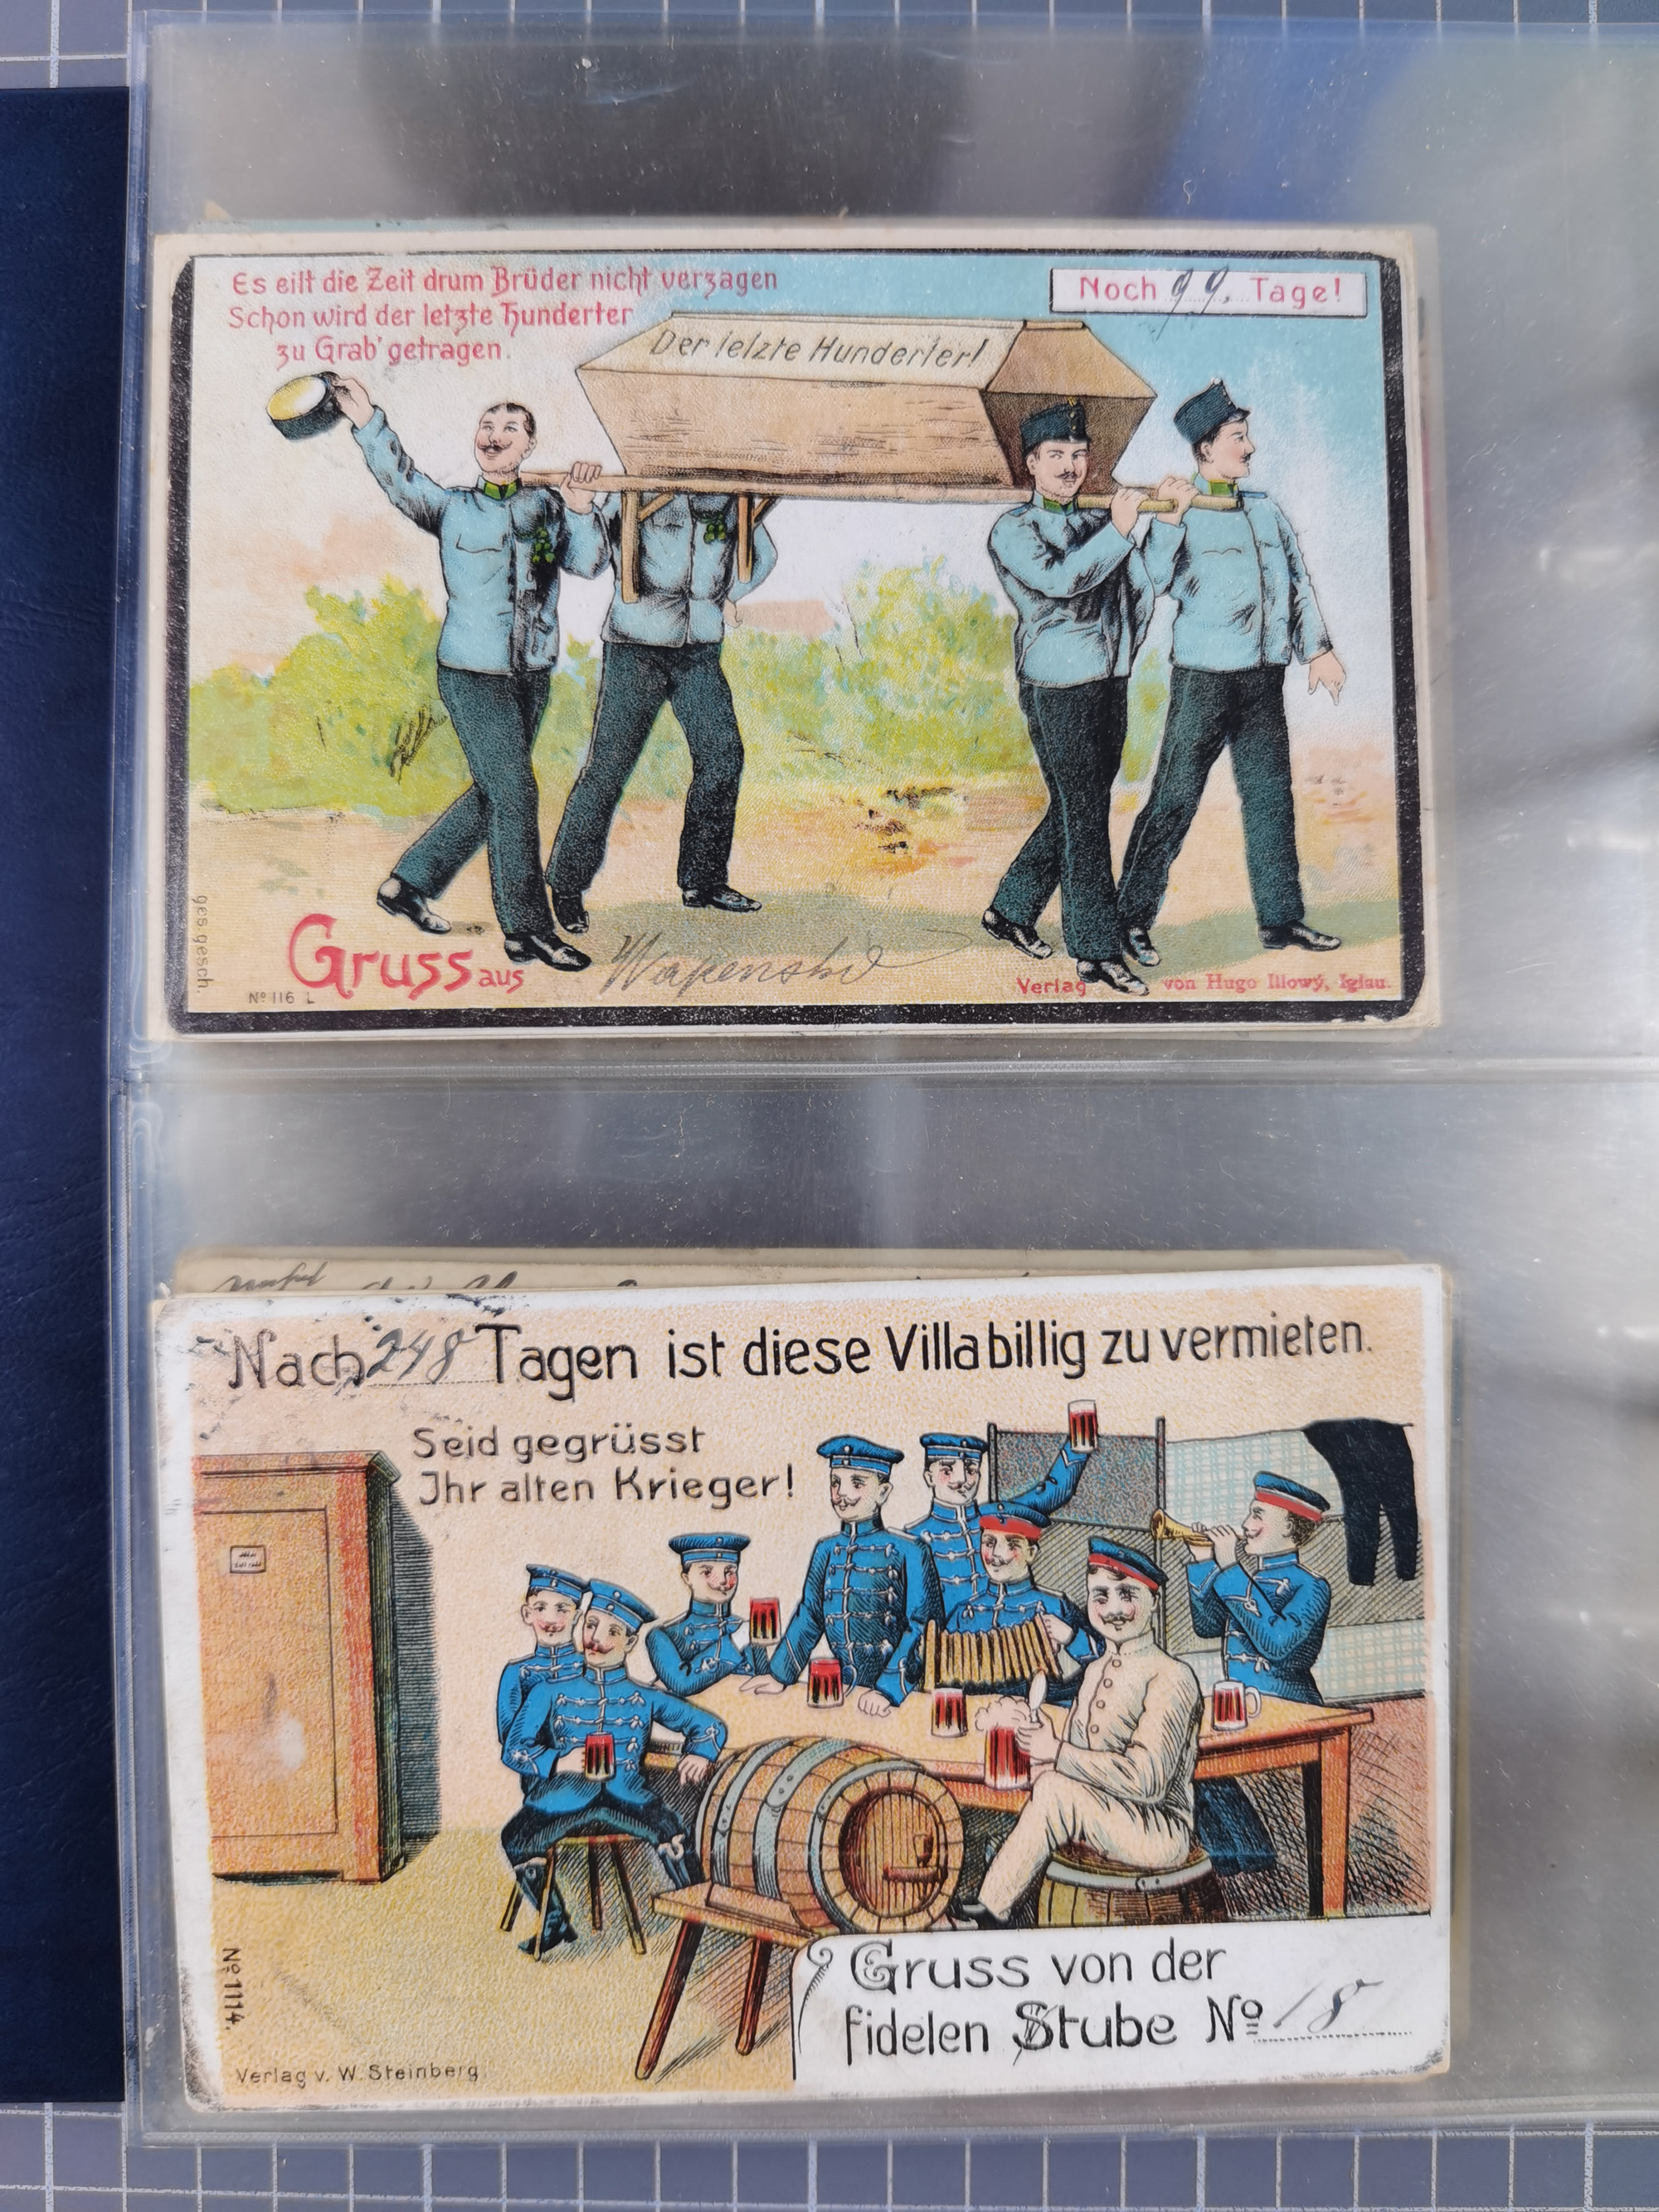 Es eilt die Zeit drum Brüder nicht verzagen
Schon wird der letzte Hunderter
zu Grab' getragen.
Noch 99. Tage!
Der letzte Hunderter!
ges. gesch.
Gruss aus
No 116 L
Verlag von Hugo Illowý, Iglau.
Nach 248 Tagen ist diese Villa billig zu vermieten.
Seid gegrüsst
Ihr alten Krieger!
No 1114.
Verlag v. W. Steinberg
Gruss von der
fidelen Stube No 18